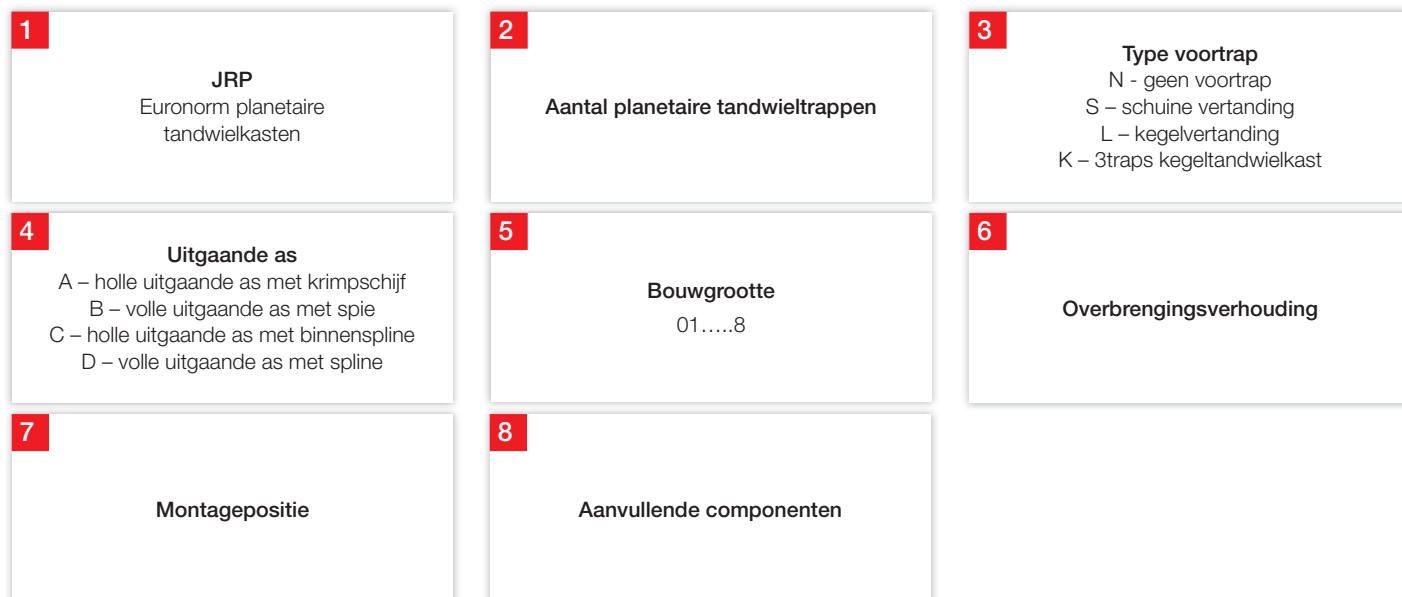 1
JRP
Euronorm planetaire
tandwielkasten
2
Aantal planetaire tandwieltrappen
3
Type voortrap
N - geen voortrap
S – schuine vertanding
L – kegelvertanding
K – 3traps kegeltandwielkast
4
Uitgaande as
A – holle uitgaande as met krimpschijf
B – volle uitgaande as met spie
C – holle uitgaande as met binnenspline
D – volle uitgaande as met spline
5
Bouwgrootte
01…..8
6
Overbrengingsverhouding
7
Montagepositie
8
Aanvullende componenten